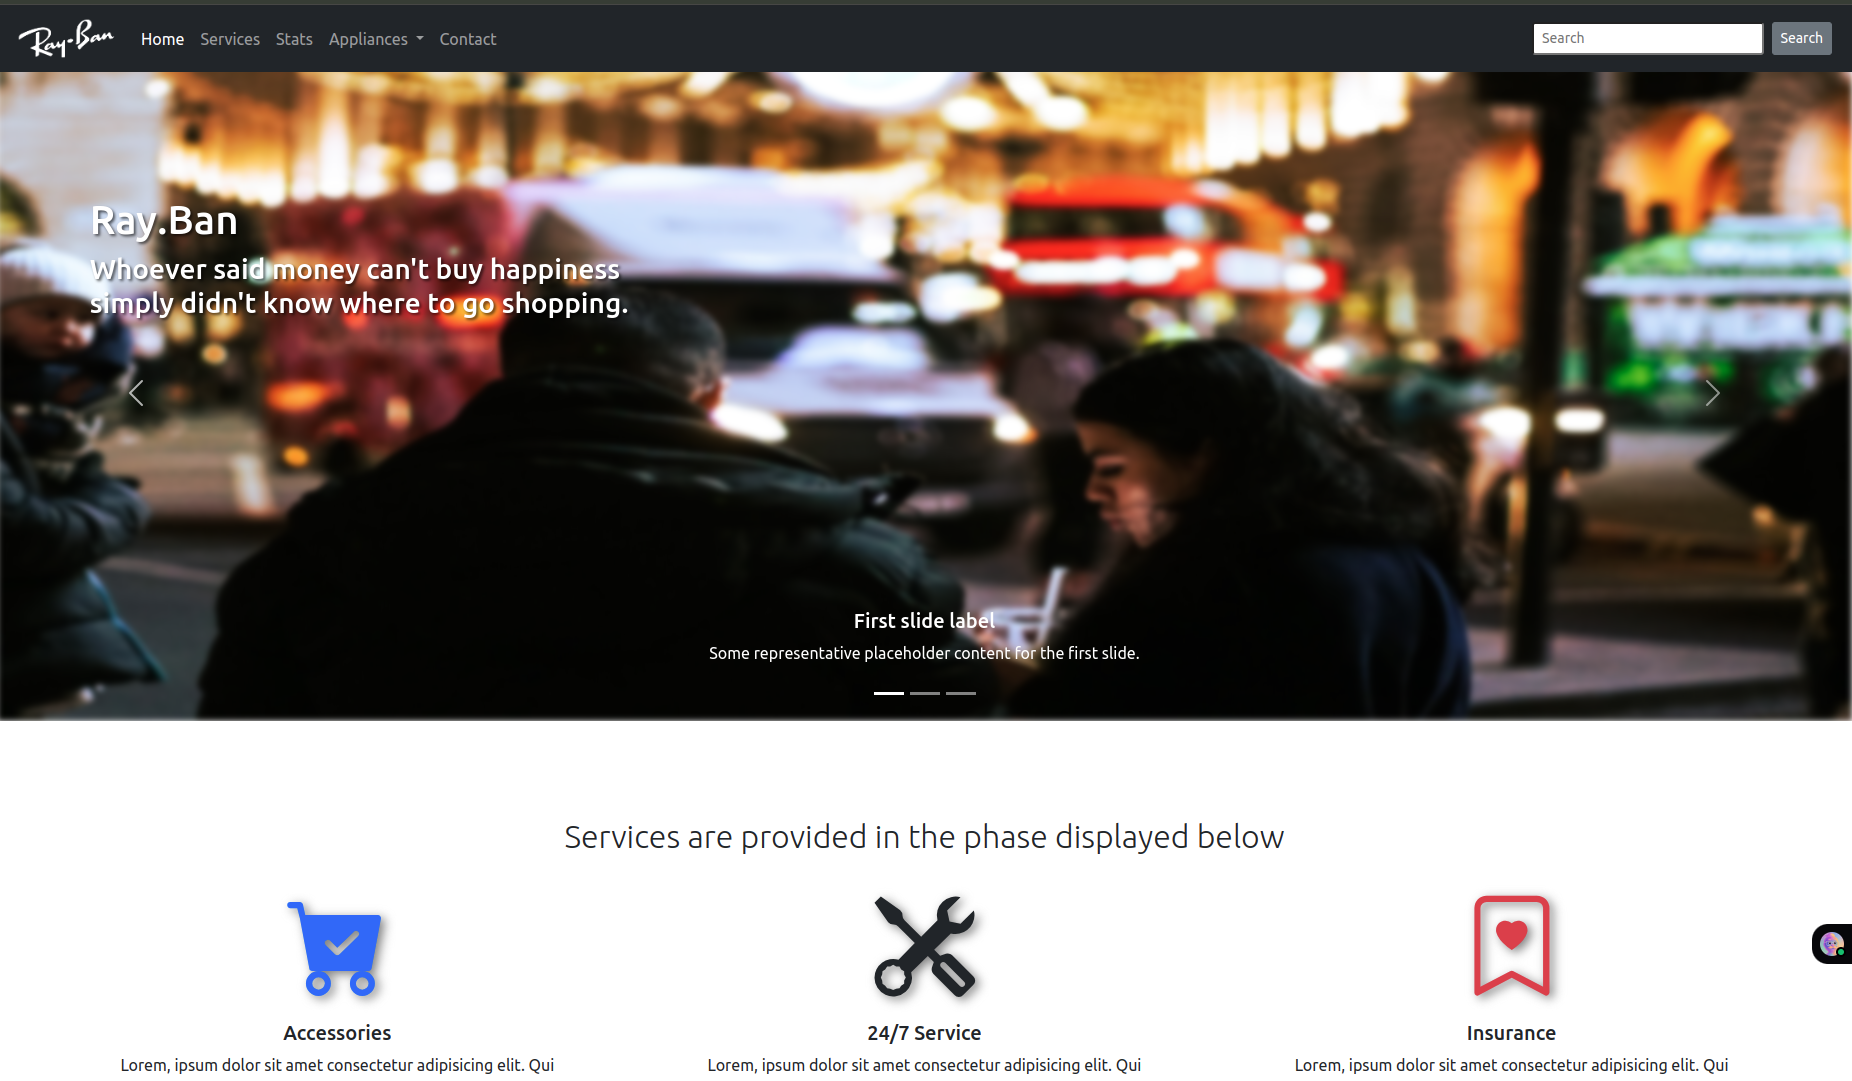 Ray-Ban
Home Services Stats Appliances Contact
Search Search
Ray.Ban
Whoever said money can't buy happiness
simply didn't know where to go shopping.
First slide label
Some representative placeholder content for the first slide.
Services are provided in the phase displayed below
Accessories
Lorem, ipsum dolor sit amet consectetur adipisicing elit. Qui
24/7 Service
Lorem, ipsum dolor sit amet consectetur adipisicing elit. Qui
Insurance
Lorem, ipsum dolor sit amet consectetur adipisicing elit. Qui